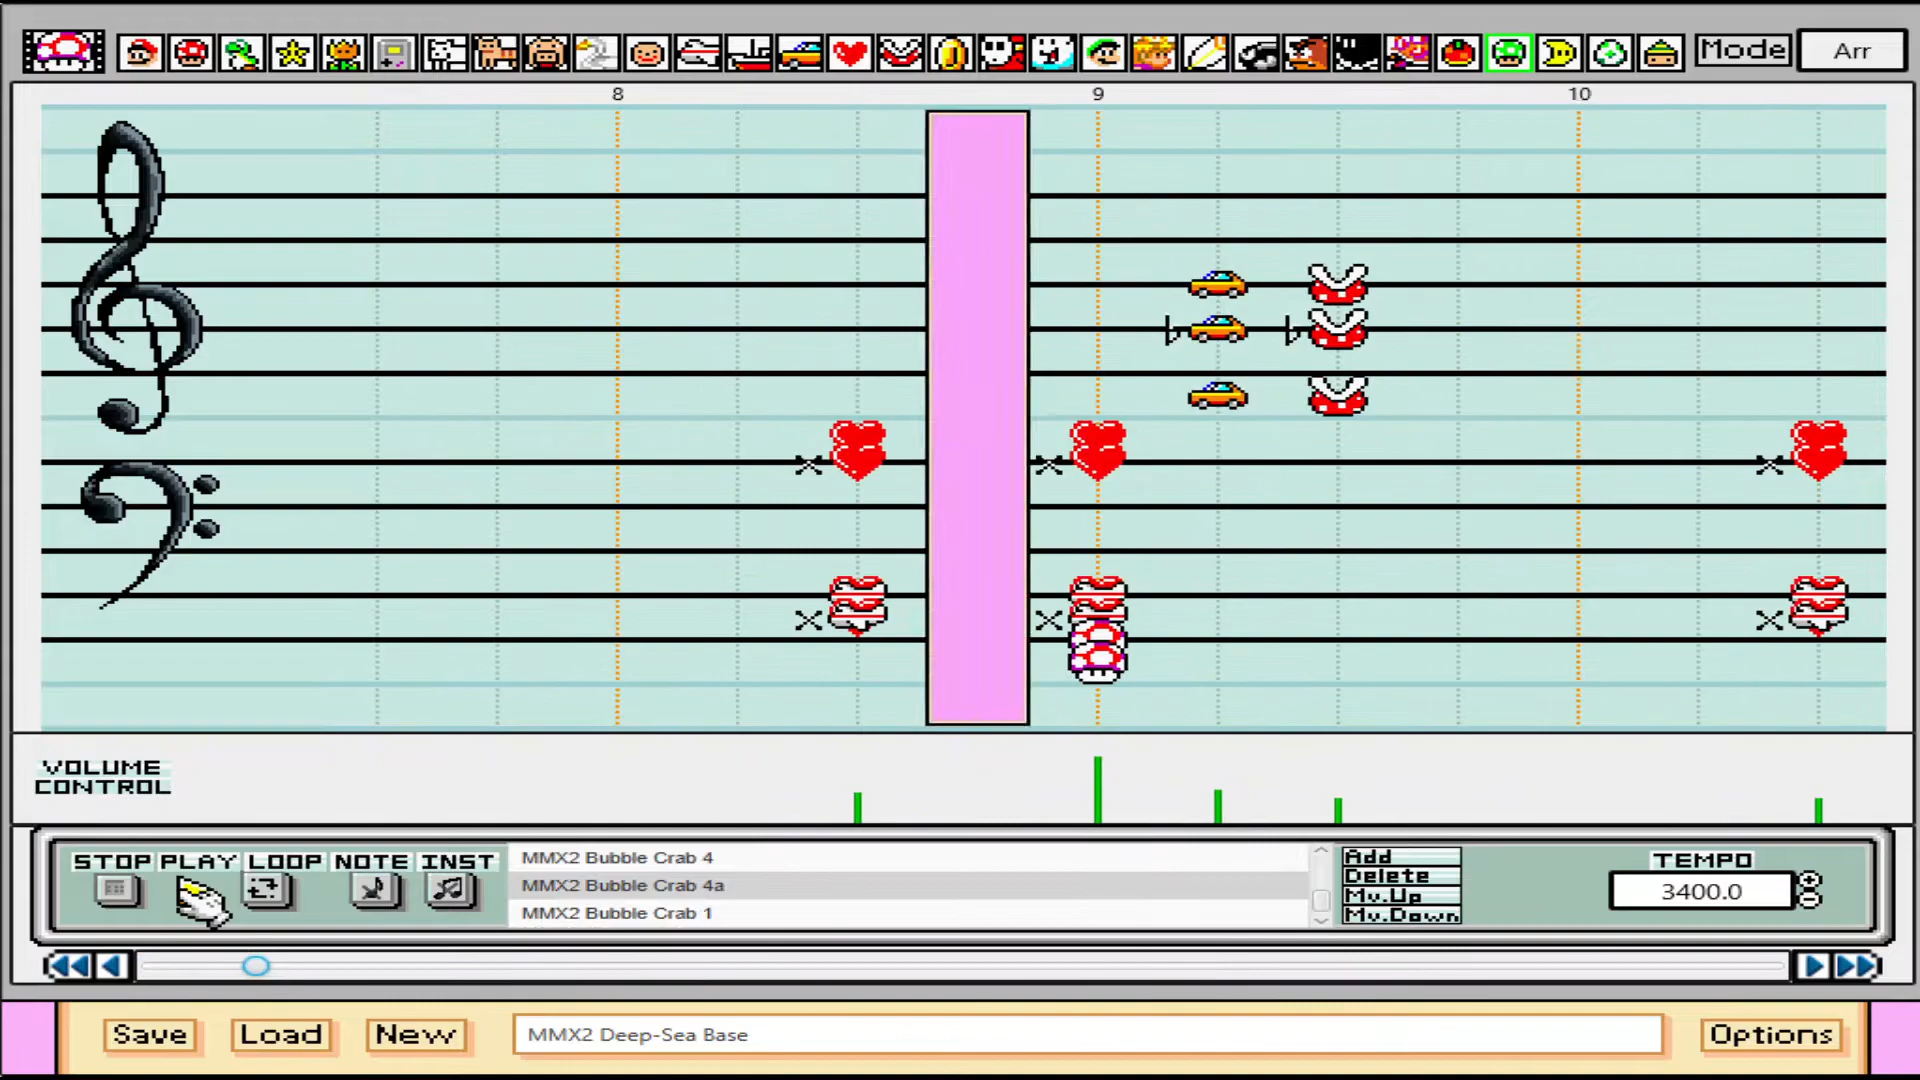 Mode
Arr
8 9 10
VOLUME
CONTROL
STOP PLAY LOOP NOTE INST
MMX2 Bubble Crab 4
MMX2 Bubble Crab 4a
MMX2 Bubble Crab 1
Add
Delete
Mv.Up
Mv.Down
TEMPO
3400.0
Save
Load
New
MMX2 Deep-Sea Base
Options